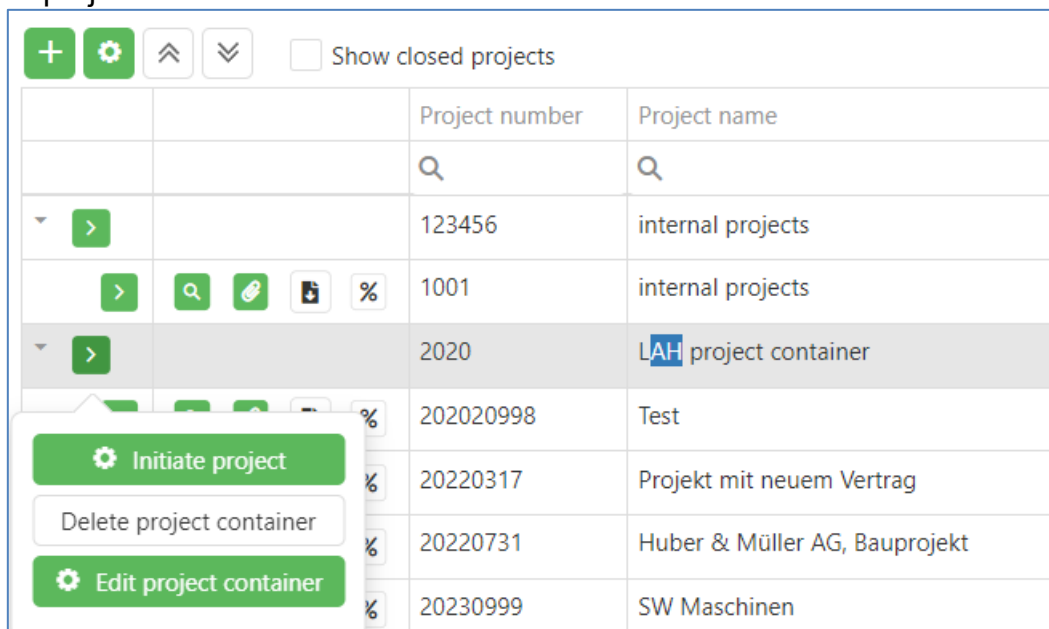 Show closed projects
Project number Project name
123456 internal projects
% 1001 internal projects
2020 LAH project container
% 202020998 Test
Initiate project
% 20220317 Projekt mit neuem Vertrag
Delete project container
% 20220731 Huber & Müller AG, Bauprojekt
Edit project container
% 20230999 SW Maschinen